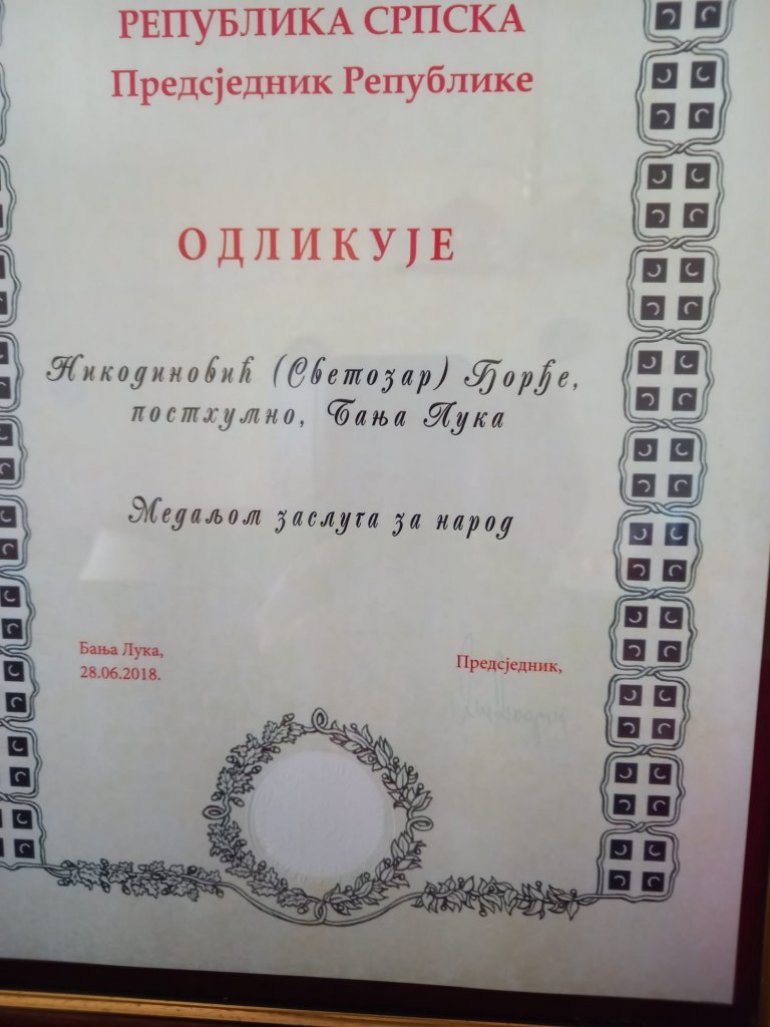 РЕПУБЛИКА СРПСКА
Предсједник Републике
ОДЛИКУЈЕ
Никодиновић (Светозар) Ђорђе,
постхумно, Бања Лука
Медаљом заслуга за народ
Бања Лука,
28.06.2018.
Предсједник,